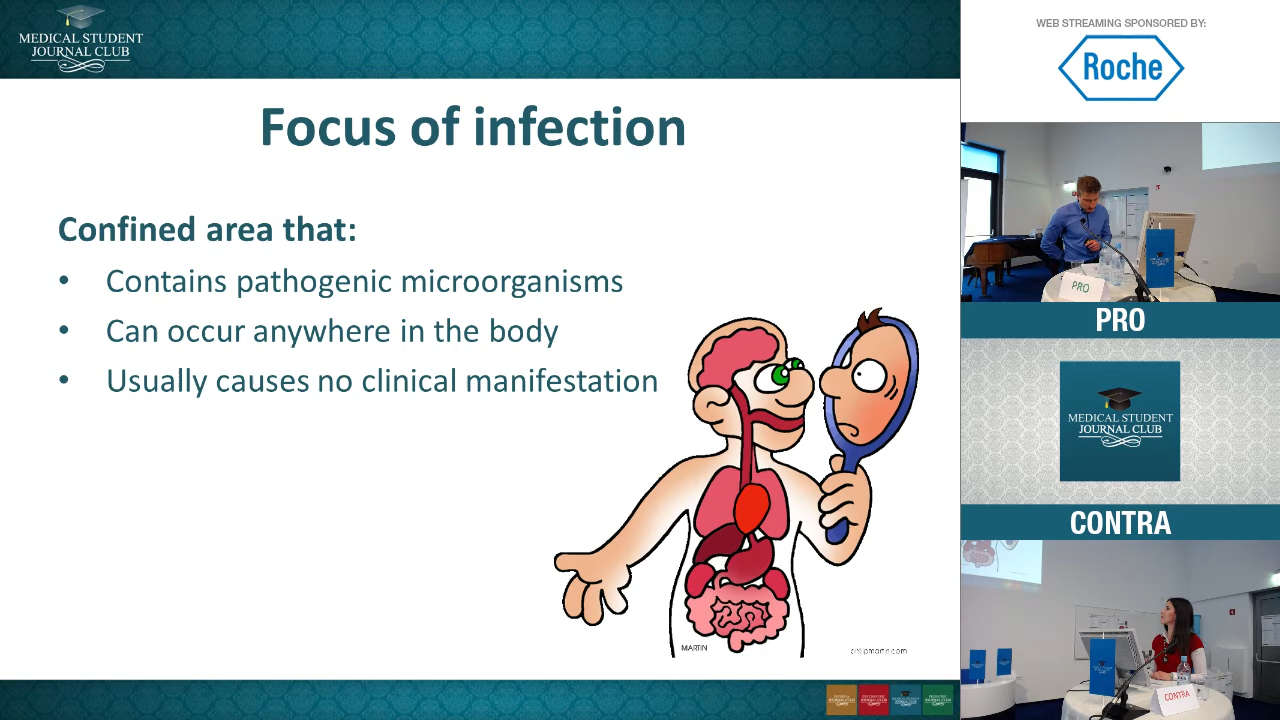 MEDICAL STUDENT
JOURNAL CLUB
Focus of infection
Confined area that:
• Contains pathogenic microorganisms
• Can occur anywhere in the body
• Usually causes no clinical manifestation
MARTIN
philipmartin.com
WEB STREAMING SPONSORED BY:
Roche
PRO
PRO
MEDICAL STUDENT
JOURNAL CLUB
CONTRA
CONTRA